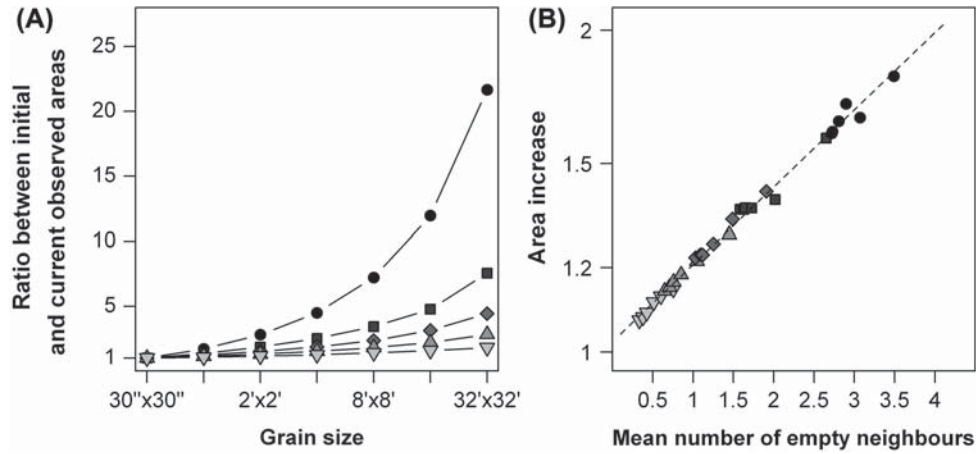 (A)
Ratio between initial
and current observed areas
25
20
15
10
5
1
30"x30"
2'x2'
8'x8'
32'x32'
Grain size
(B)
Area increase
2
1.5
1.2
1
0.5
1
1.5
2
2.5
3
3.5
4
Mean number of empty neighbours